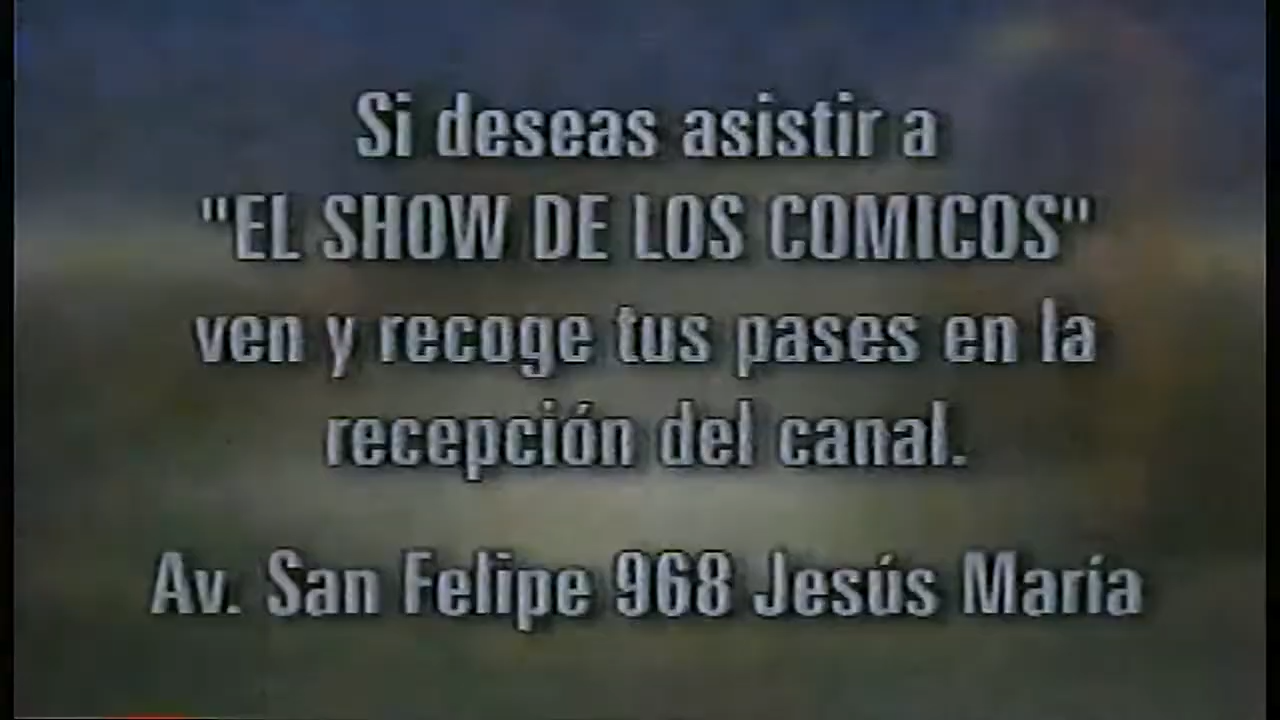 Si deseas asistir a
"EL SHOW DE LOS COMICOS"
ven y recoge tus pases en la
recepción del canal.
Av. San Felipe 968 Jesús María